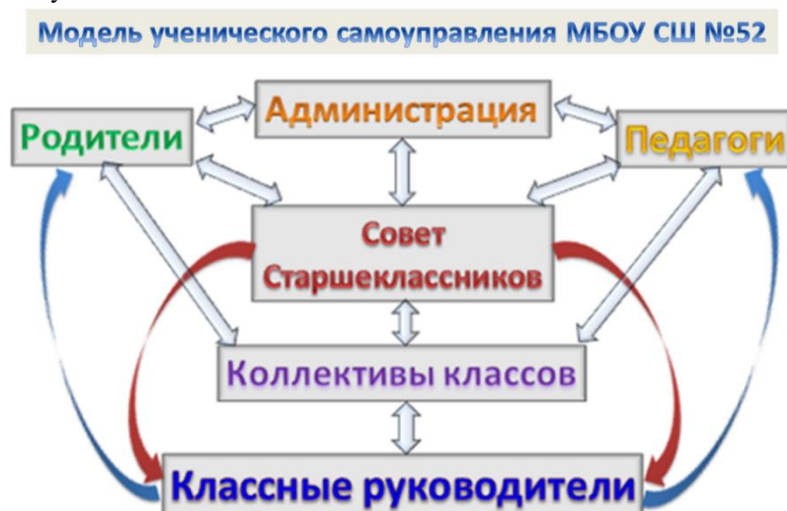 Модель ученического самоуправления МБОУ СШ №52
Администрация
Родители
Педагоги
Совет
Старшеклассников
Коллективы классов
Классные руководители